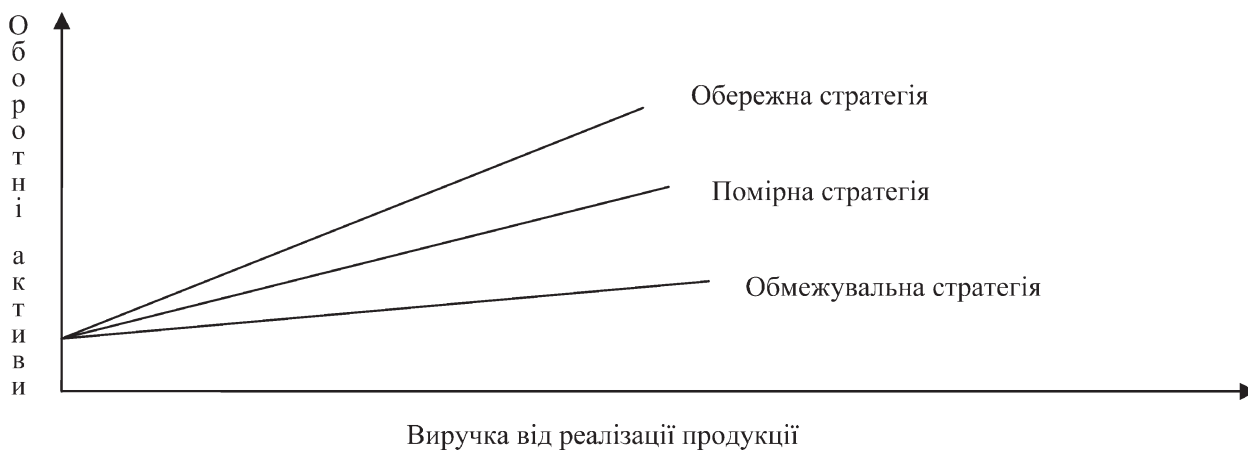 Оборотні активи
Обережна стратегія
Помірна стратегія
Обмежувальна стратегія
Виручка від реалізації продукції